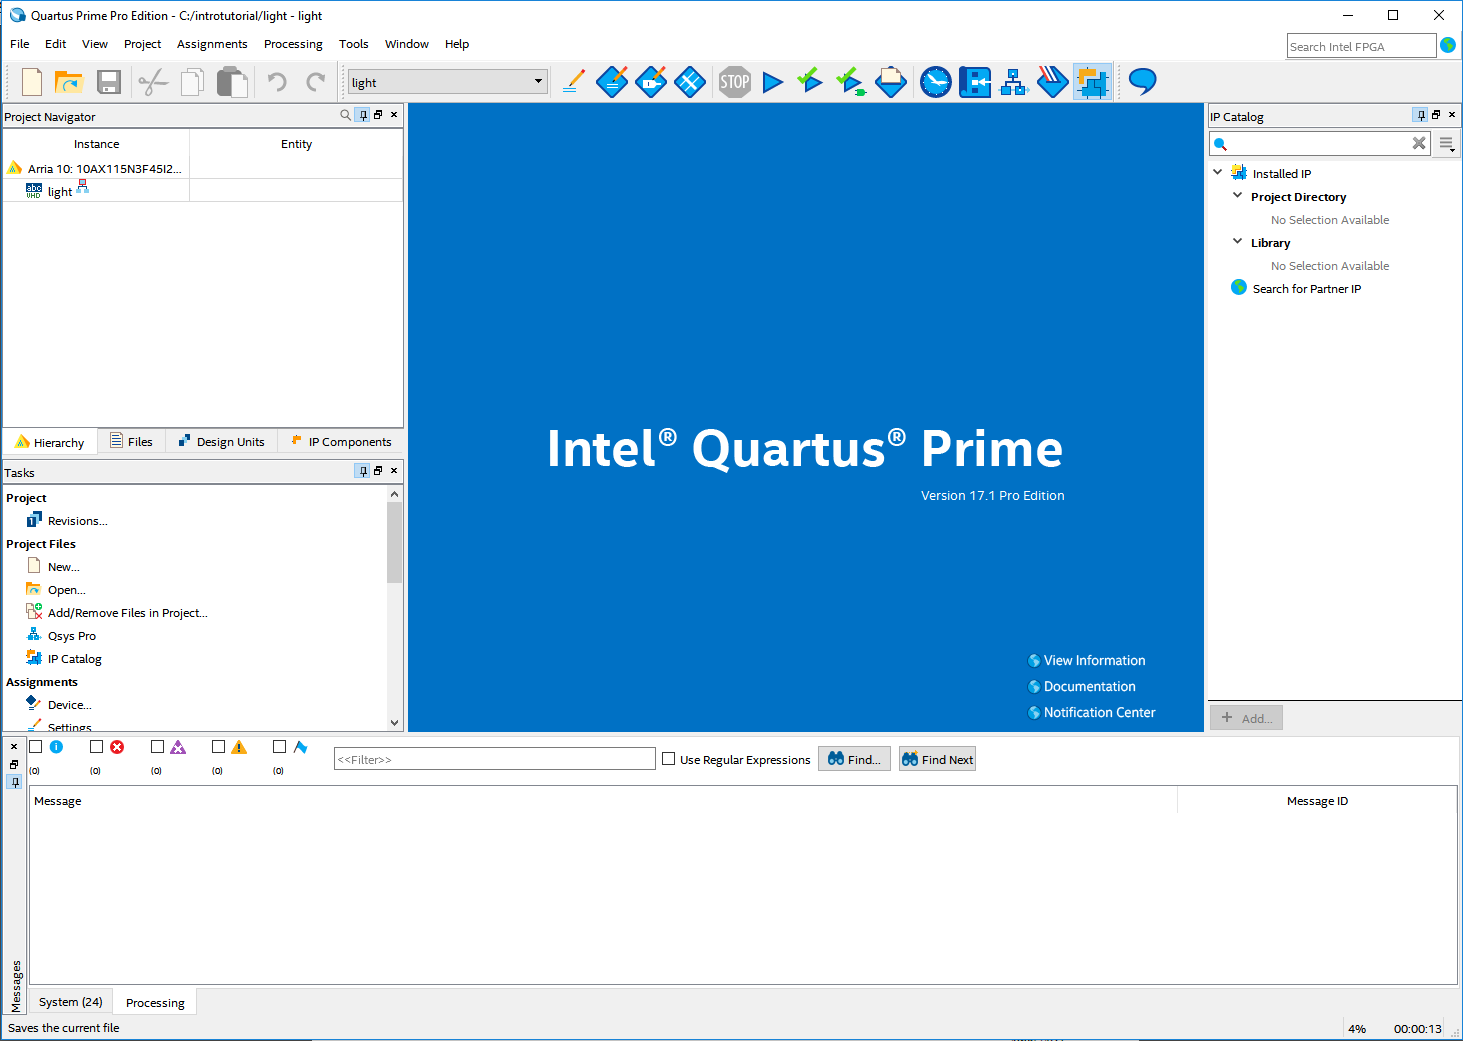 Quartus Prime Pro Edition - C:/introtutorial/light - light
File Edit View Project Assignments Processing Tools Window Help
Search Intel FPGA
light
STOP
Project Navigator
Instance Entity
Arria 10: 10AX115N3F45I2...
abc VHD light
Hierarchy Files Design Units IP Components
Tasks
Project
Revisions...
Project Files
New...
Open...
Add/Remove Files in Project...
Qsys Pro
IP Catalog
Assignments
Device...
Settings
Intel® Quartus® Prime
Version 17.1 Pro Edition
View Information
Documentation
Notification Center
IP Catalog
Installed IP
Project Directory
No Selection Available
Library
No Selection Available
Search for Partner IP
+ Add...
(0) (0) (0) (0) (0)
<<Filter>> Use Regular Expressions Find... Find Next
Message Message ID
Messages
System (24) Processing
Saves the current file 4% 00:00:13